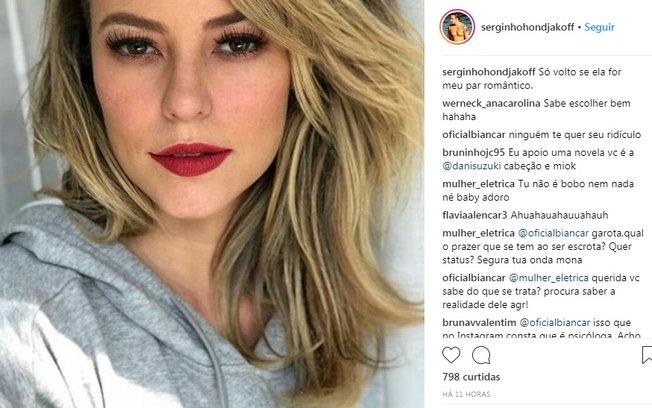 serginhohondjakoff • Seguir
serginhohondjakoff Só volto se ela for
meu par romântico.
werneck_anacarolina Sabe escolher bem
hahaha
oficialbiancar ninguém te quer seu ridículo
bruninhojc95 Eu apoio uma novela vc é a
@danisuzuki cabeção e miok
mulher_eletrica Tu não é bobo nem nada
né baby adoro
flaviaalencar3 Ahuahauahauuahauh
mulher_eletrica @oficialbiancar garota,qual
o prazer que se tem ao ser escrota? Quer
status? Segura tua onda mona
oficialbiancar @mulher_eletrica querida vc
sabe do que se trata? procura saber a
realidade dele agr!
brunavvalentim @oficialbiancar isso que
no Instagram consta que é psicóloga. Acho
798 curtidas
HÁ 11 HORAS